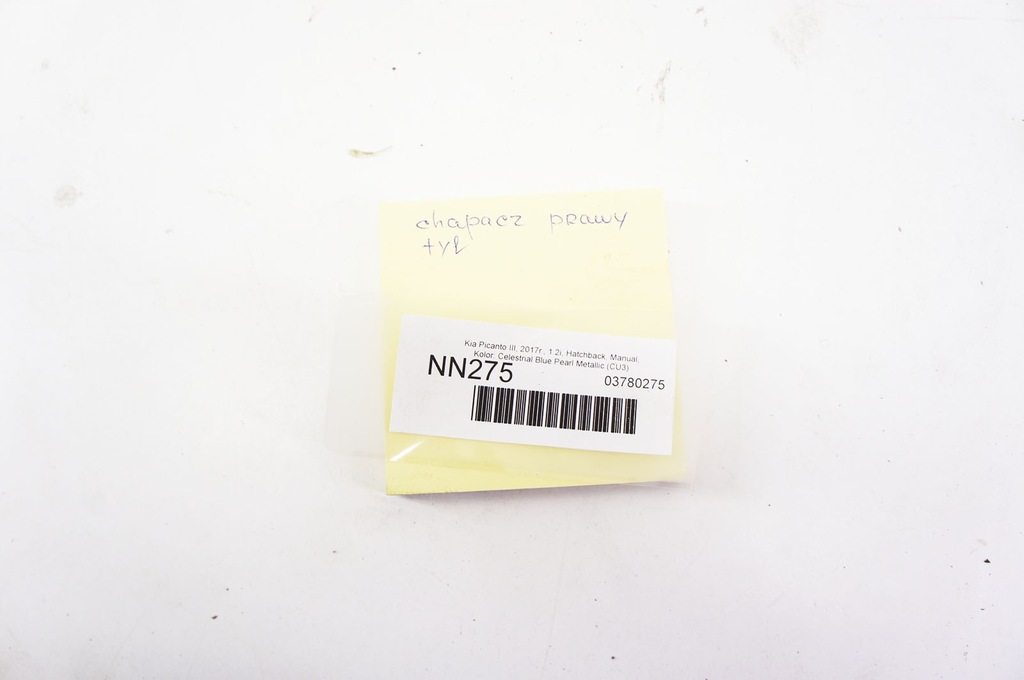 chapacz prawy
tył
Kia Picanto III, 2017r., 1.2i, Hatchback, Manual,
Kolor: Celestrial Blue Pearl Metallic (CU3)
NN275
03780275